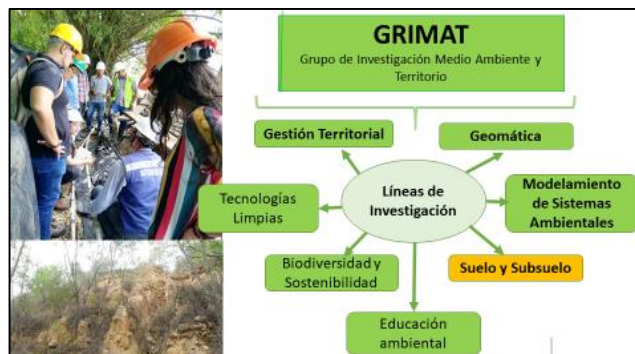 GRIMAT
Grupo de Investigación Medio Ambiente y
Territorio
Gestión Territorial
Geomática
Tecnologías
Limpias
Líneas de
Investigación
Modelamiento
de Sistemas
Ambientales
Biodiversidad y
Sostenibilidad
Suelo y Subsuelo
Educación
ambiental